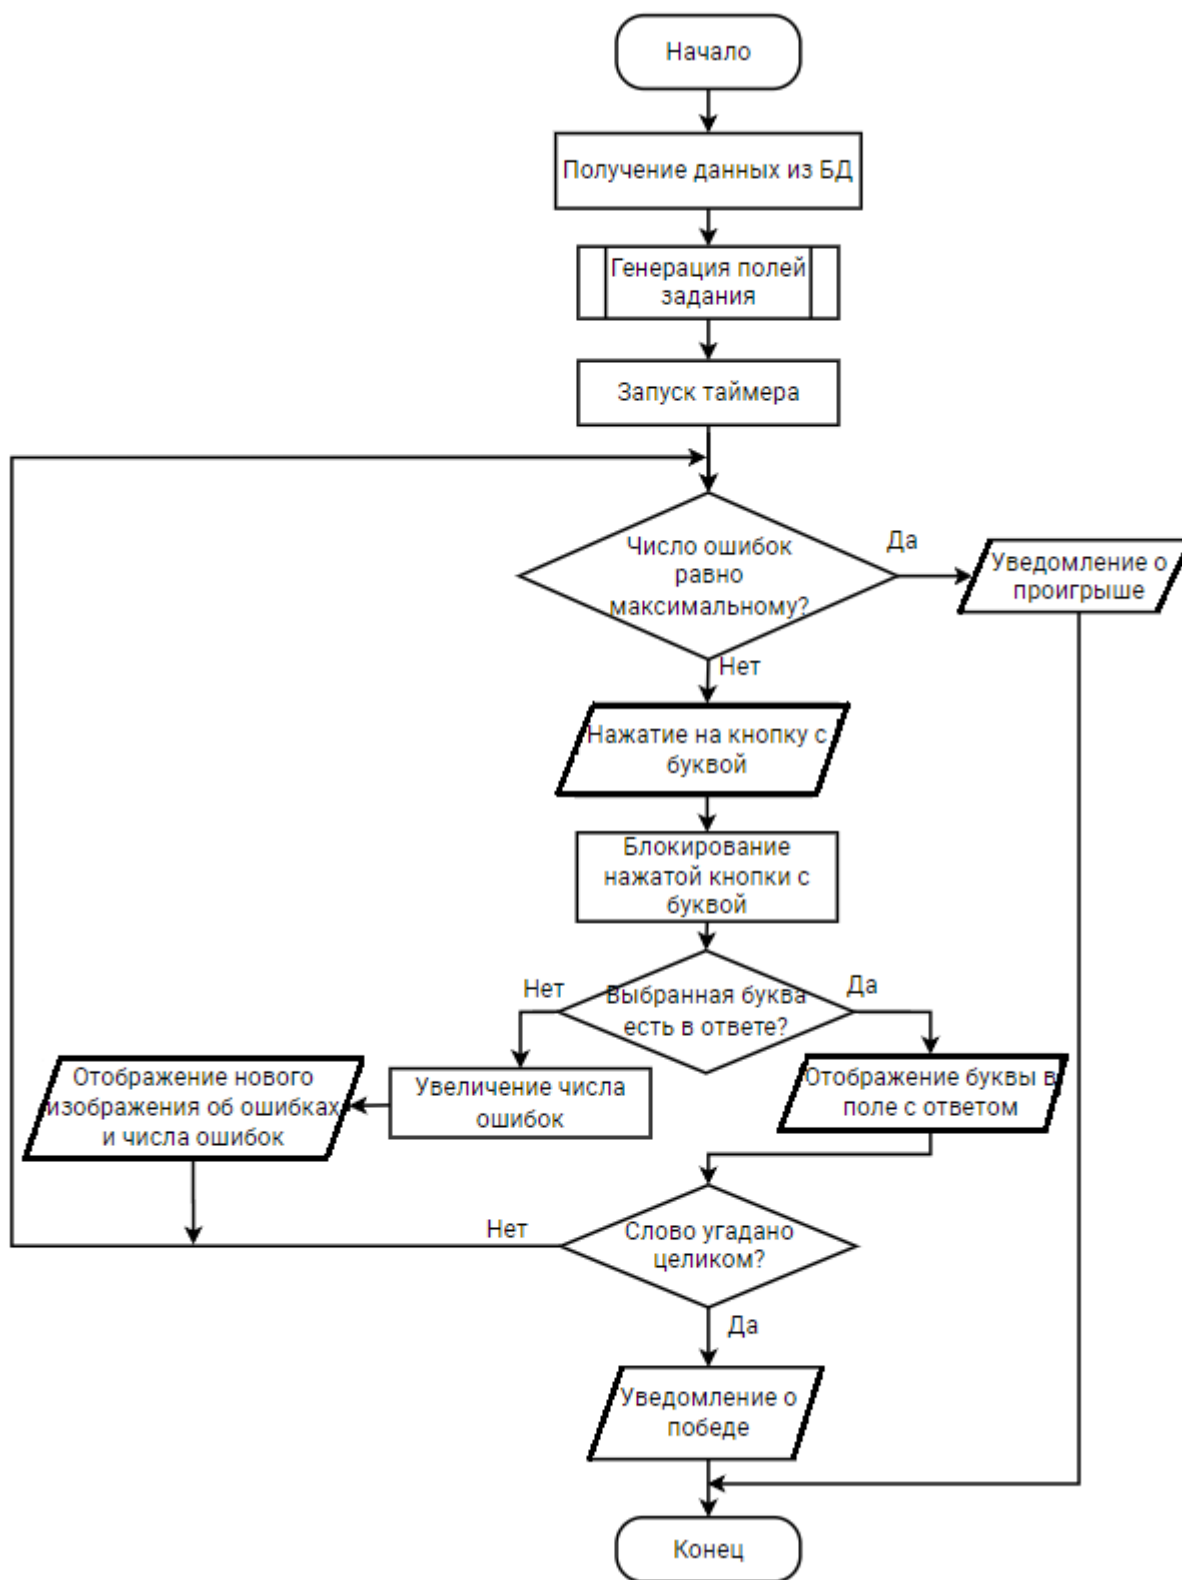 Начало
Получение данных из БД
Генерация полей
задания
Запуск таймера
Число ошибок
равно
максимальному?
Да
Уведомление о
проигрыше
Нет
Нажатие на кнопку с
буквой
Блокирование
нажатой кнопки с
буквой
Выбранная буква
есть в ответе?
Нет
Да
Увеличение числа
ошибок
Отображение нового
изображения об ошибках
и числа ошибок
Отображение буквы в
поле с ответом
Слово угадано
целиком?
Нет
Да
Уведомление о
победе
Конец